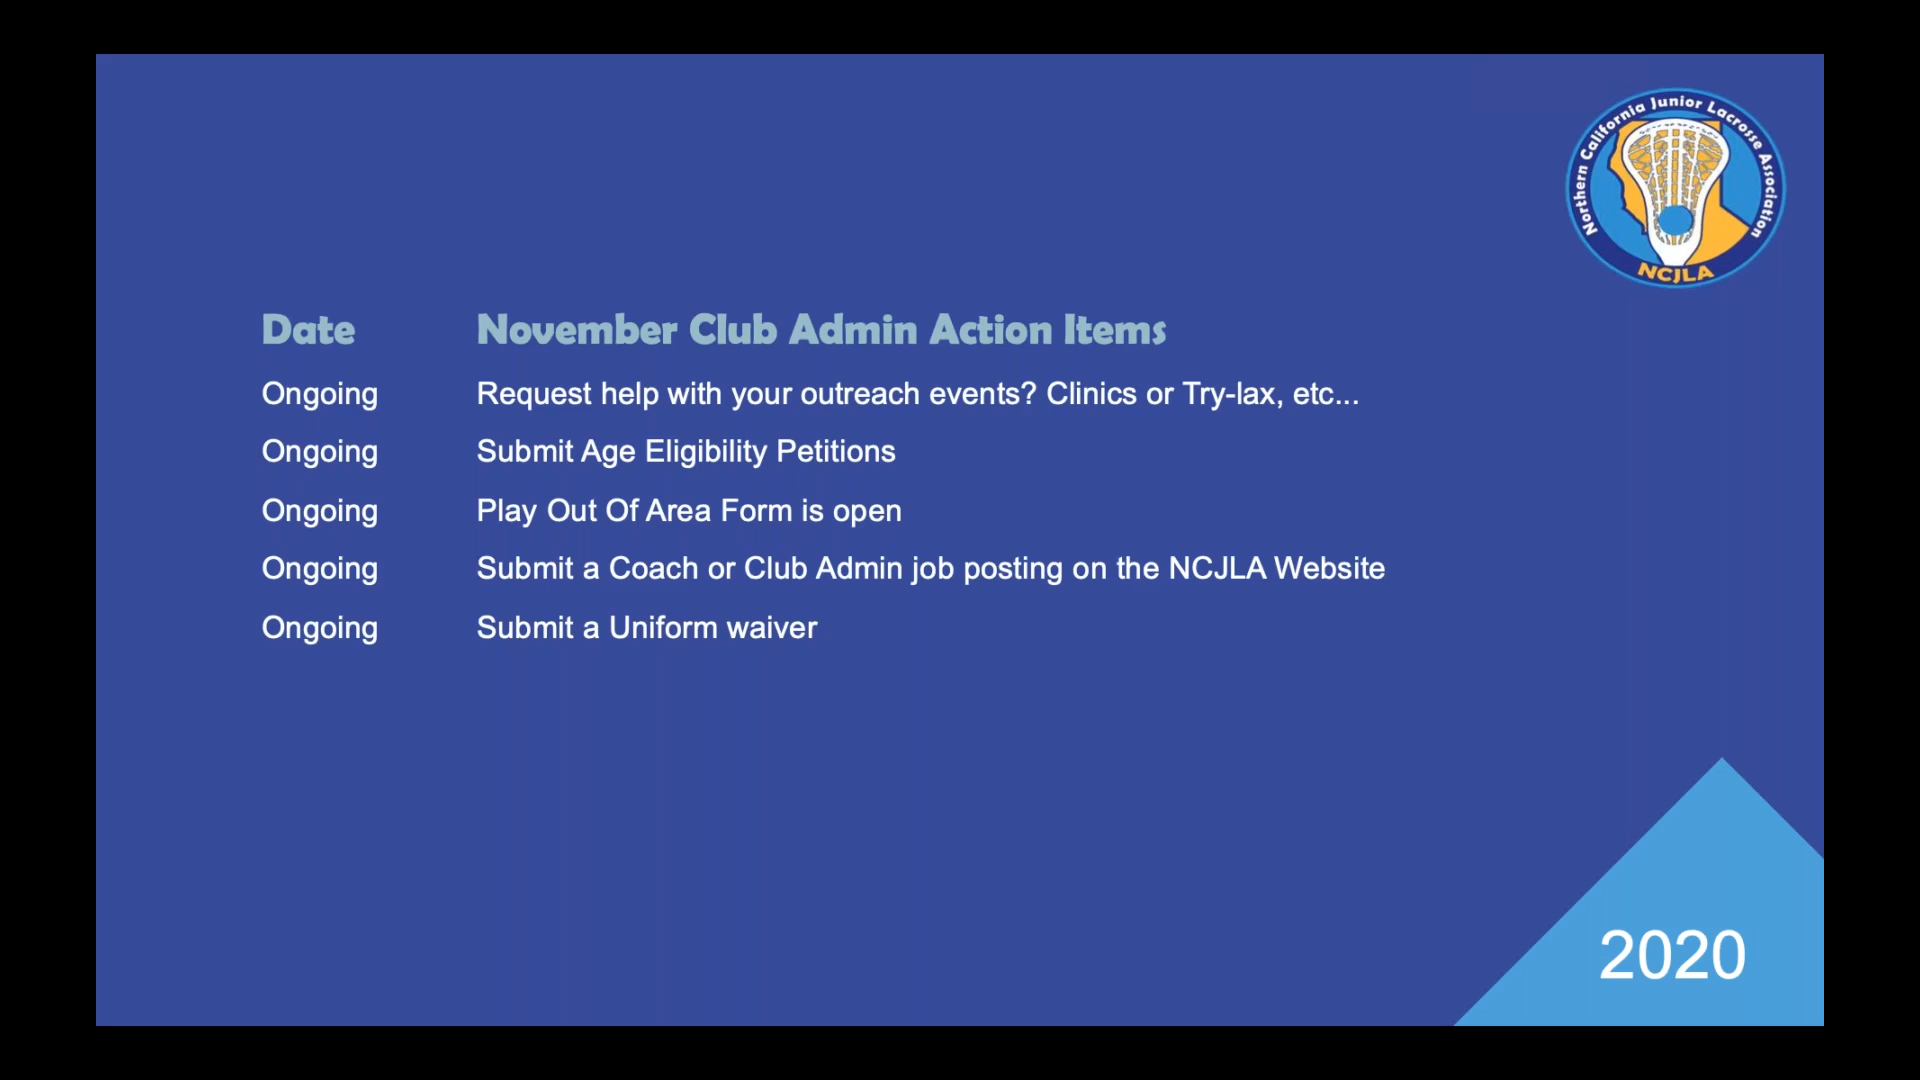 Northern California Junior Lacrosse Association
NCJLA
Date November Club Admin Action Items
Ongoing Request help with your outreach events? Clinics or Try-lax, etc...
Ongoing Submit Age Eligibility Petitions
Ongoing Play Out Of Area Form is open
Ongoing Submit a Coach or Club Admin job posting on the NCJLA Website
Ongoing Submit a Uniform waiver
2020